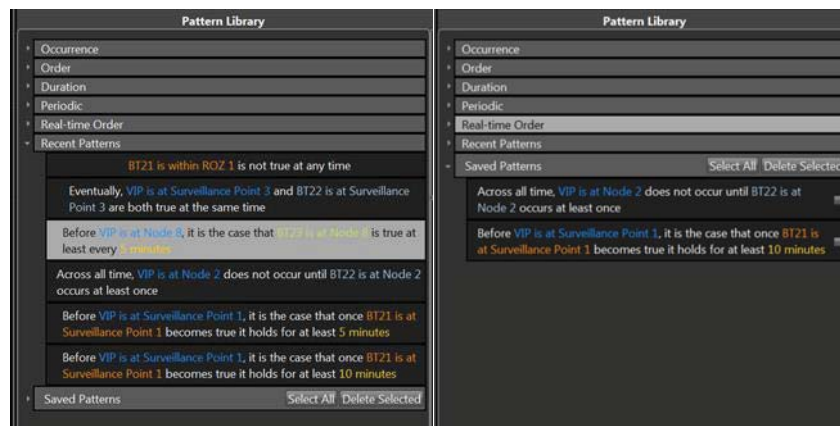 Pattern Library
Occurrence
Order
Duration
Periodic
Real-time Order
Recent Patterns
BT21 is within ROZ 1 is not true at any time
Eventually, VIP is at Surveillance Point 3 and BT22 is at Surveillance
Point 3 are both true at the same time
Before VIP is at Node 8, it is the case that BT23 is at Node 8 is true at
least every 5 minutes
Across all time, VIP is at Node 2 does not occur until BT22 is at Node 2
occurs at least once
Before VIP is at Surveillance Point 1, it is the case that once BT21 is at
Surveillance Point 1 becomes true it holds for at least 5 minutes
Before VIP is at Surveillance Point 1, it is the case that once BT21 is at
Surveillance Point 1 becomes true it holds for at least 10 minutes
Saved Patterns Select All Delete Selected
Pattern Library
Occurrence
Order
Duration
Periodic
Real-time Order
Recent Patterns
Saved Patterns Select All Delete Selected
Across all time, VIP is at Node 2 does not occur until BT22 is at
Node 2 occurs at least once
Before VIP is at Surveillance Point 1, it is the case that once BT21 is
at Surveillance Point 1 becomes true it holds for at least 10 minutes